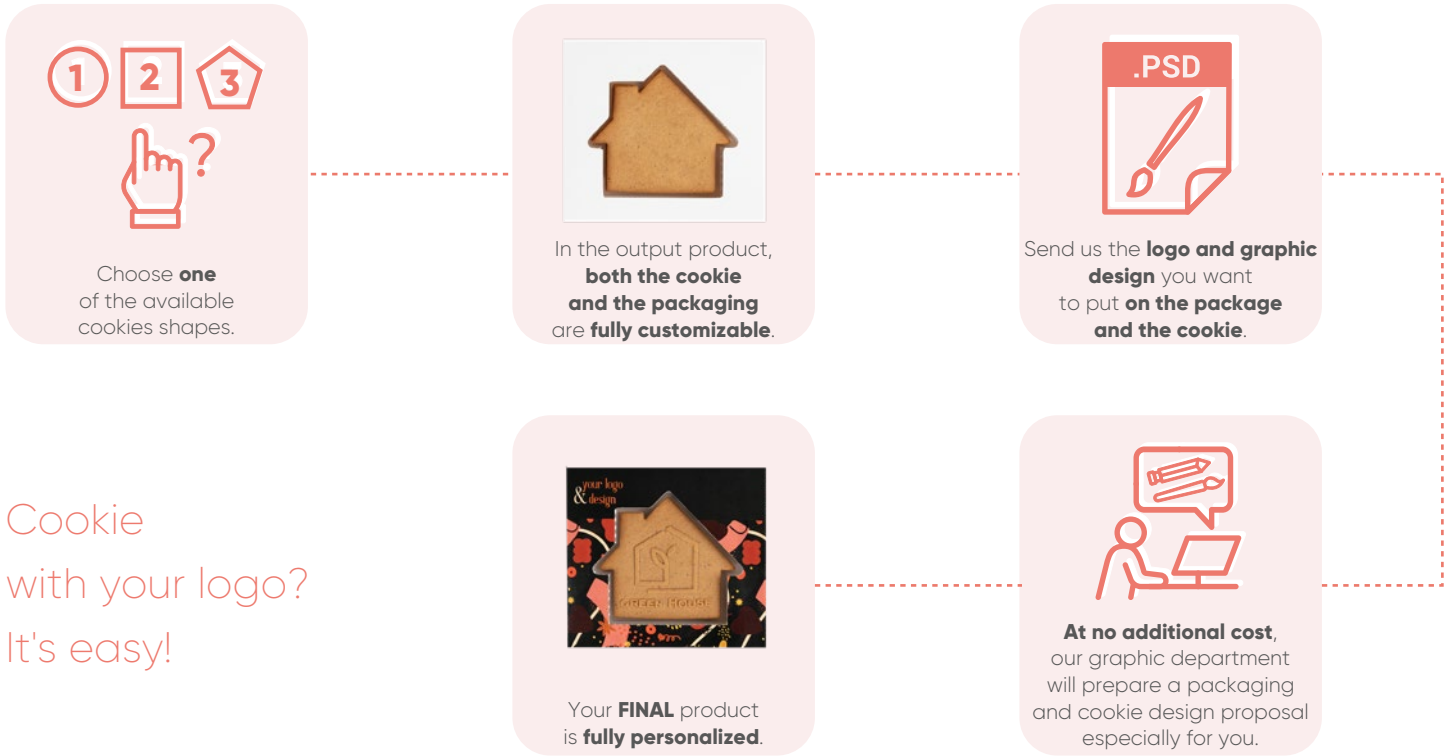 1 2 3
?
Choose one
of the available
cookies shapes.
In the output product,
both the cookie
and the packaging
are fully customizable.
.PSD
Send us the logo and graphic
design you want
to put on the package
and the cookie.
At no additional cost,
our graphic department
will prepare a packaging
and cookie design proposal
especially for you.
your logo
& design
GREEN HOUSE
Your FINAL product
is fully personalized.
Cookie
with your logo?
It's easy!